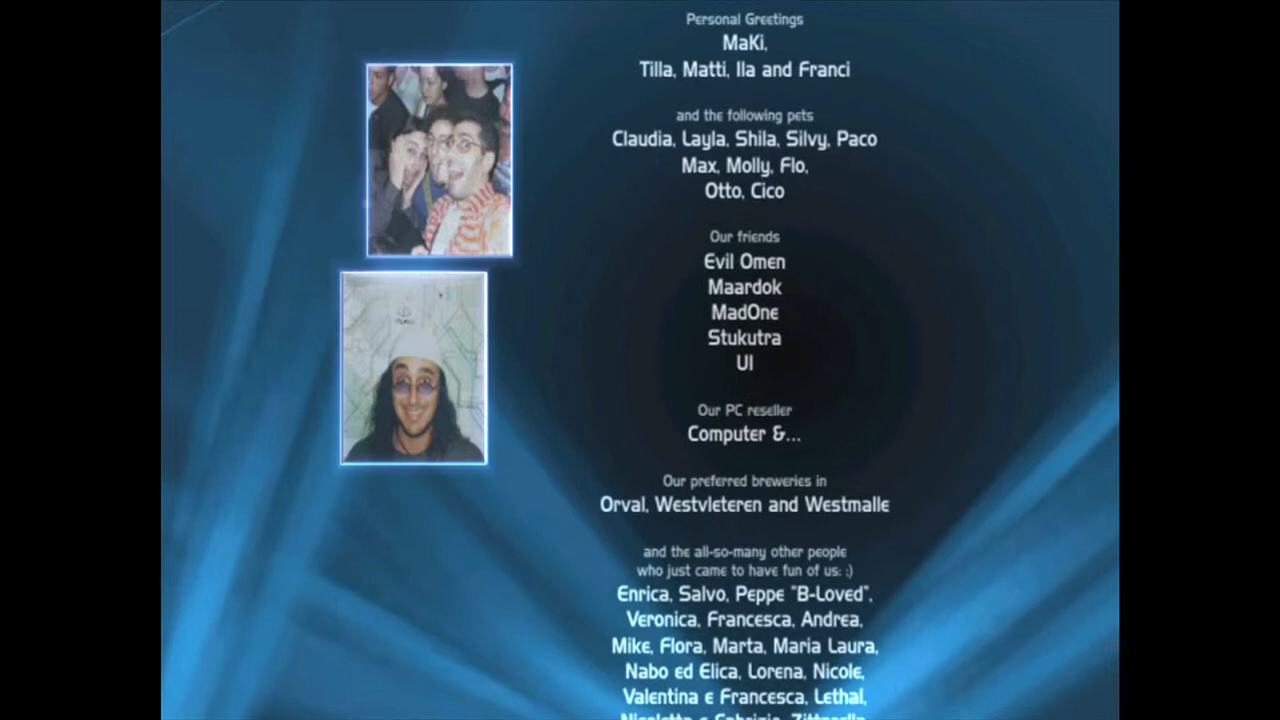 Personal Greetings
MaKi,
Tilla, Matti, Ila and Franci
and the following pets
Claudia, Layla, Shila, Silvy, Paco
Max, Molly, Flo,
Otto, Cico
Our friends
Evil Omen
Maardok
MadOne
Stukutra
UI
Our PC reseller
Computer &...
Our preferred breweries in
Orval, Westvleteren and Westmalle
and the all-so-many other people
who just came to have fun of us: ;)
Enrica, Salvo, Peppe "B-Loved",
Veronica, Francesca, Andrea,
Mike, Flora, Marta, Maria Laura,
Nabo ed Elica, Lorena, Nicole,
Valentina e Francesca, Lethal,